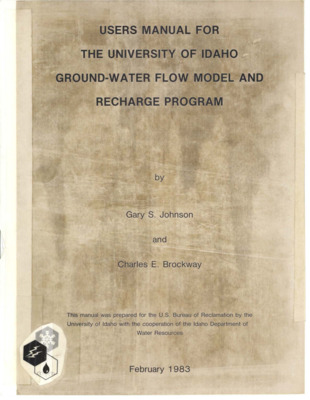 USERS MANUAL FOR
THE UNIVERSITY OF IDAHO
GROUND-WATER FLOW MODEL AND
RECHARGE PROGRAM
by
Gary S. Johnson
and
Charles E. Brockway
This manual was prepared for the U.S. Bureau of Reclamation by the
University of Idaho with the cooperation of the Idaho Department of
Water Resources
February 1983